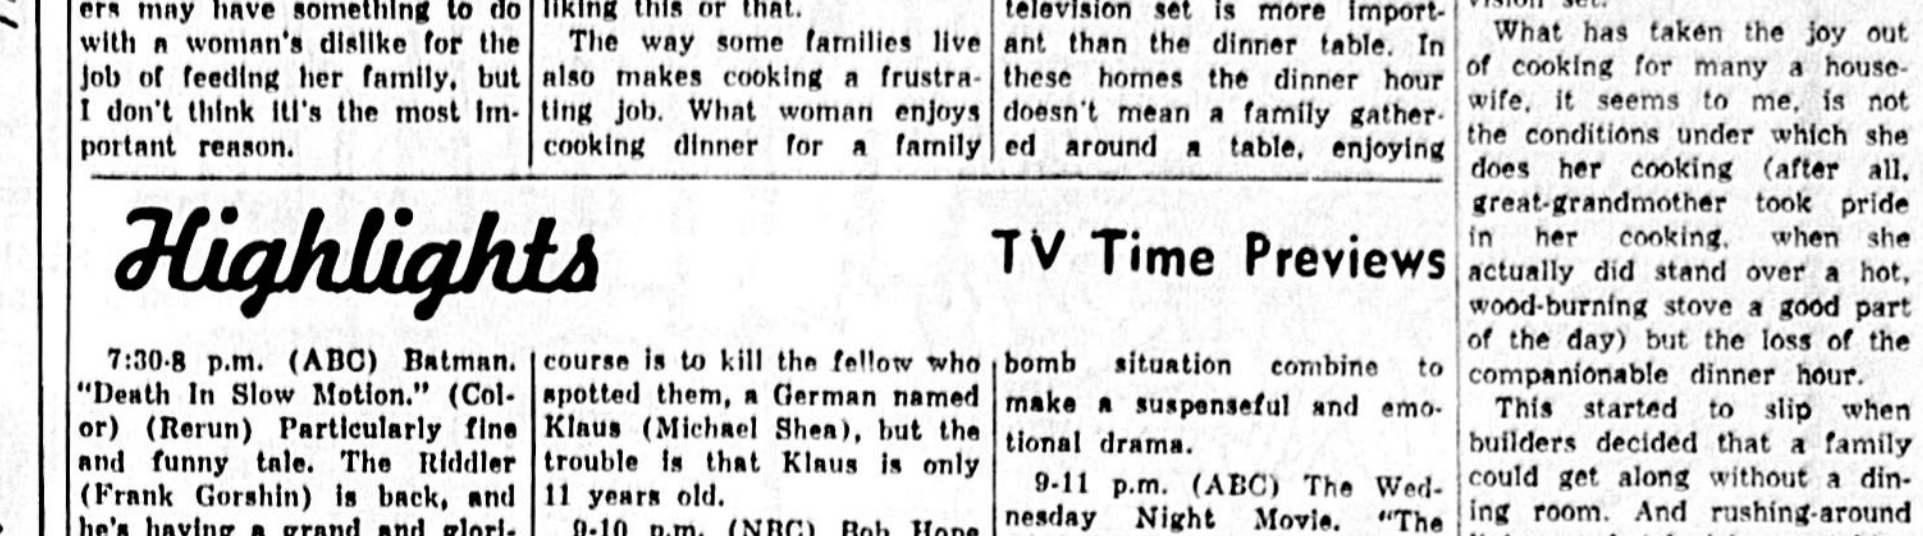 ers may have something to do
with a woman's dislike for the
job of feeding her family, but
I don't think itl's the most im-
portant reason.
liking this or that.
The way some families live
also makes cooking a frustra-
ting job. What woman enjoys
cooking dinner for a family
television set is more import-
ant than the dinner table. In
these homes the dinner hour
doesn't mean a family gather-
ed around a table, enjoying
What has taken the joy out
of cooking for many a house-
wife, it seems to me, is not
the conditions under which she
does her cooking (after all,
great-grandmother took pride
in her cooking, when she
actually did stand over a hot,
wood-burning stove a good part
of the day) but the loss of the
companionable dinner hour.
This started to slip when
builders decided that a family
could get along without a din-
ing room. And rushing-around
Highlights
TV Time Previews
7:30-8 p.m. (ABC) Batman.
"Death In Slow Motion." (Col-
or) (Rerun) Particularly fine
and funny tale. The Riddler
(Frank Gorshin) is back, and
he's having a grand and glori-
course is to kill the fellow who
spotted them, a German named
Klaus (Michael Shea), but the
trouble is that Klaus is only
11 years old.
9-10 p.m. (NBC) Bob Hope
bomb situation combine to
make a suspenseful and emo-
tional drama.
9-11 p.m. (ABC) The Wed-
nesday Night Movie. "The